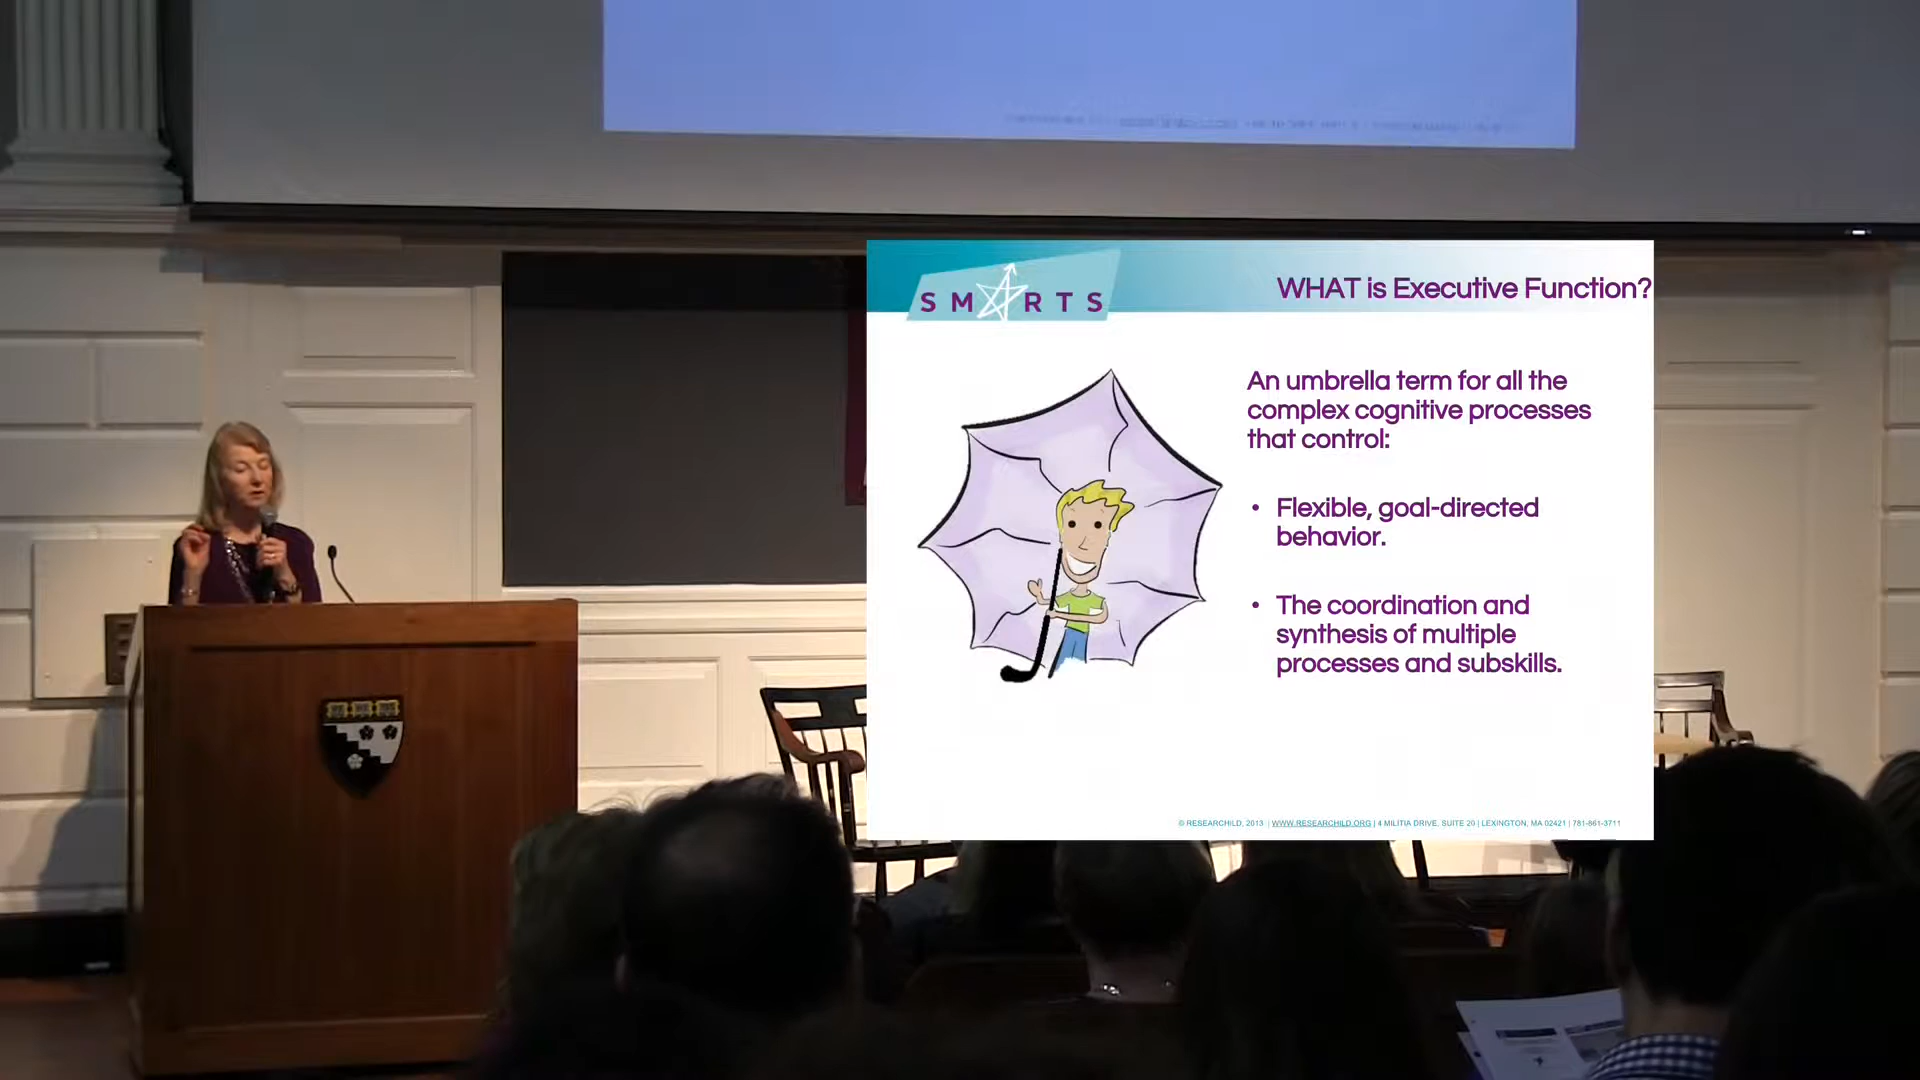 SMARTS
WHAT is Executive Function?
An umbrella term for all the
complex cognitive processes
that control:
• Flexible, goal-directed
behavior.
• The coordination and
synthesis of multiple
processes and subskills.
© RESEARCHILD, 2013 | WWW.RESEARCHILD.ORG | 4 MILITIA DRIVE, SUITE 20 | LEXINGTON, MA 02421 | 781-861-3711